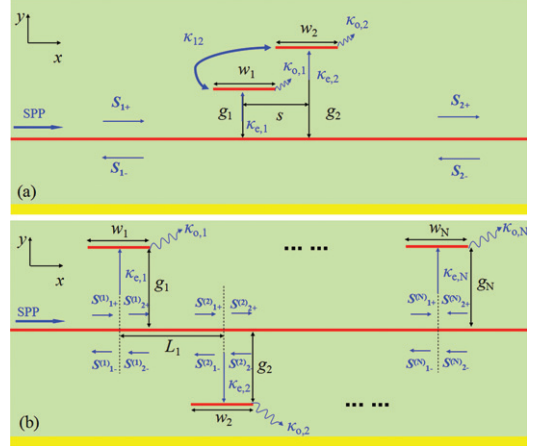 y
x
κ12
w1
w2
κo,1
κo,2
g1
κe,1
s
κe,2
g2
SPP
S1+
S2+
S1-
S2-
(a)
y
x
w1
κo,1
wN
κo,N
κe,1
g1
κe,N
gN
SPP
S(1)1+
S(1)2+
S(2)1+
S(2)2+
S(N)1+
S(N)2+
L1
S(1)1-
S(1)2-
S(2)1-
S(2)2-
S(N)1-
S(N)2-
κe,2
g2
w2
κo,2
(b)